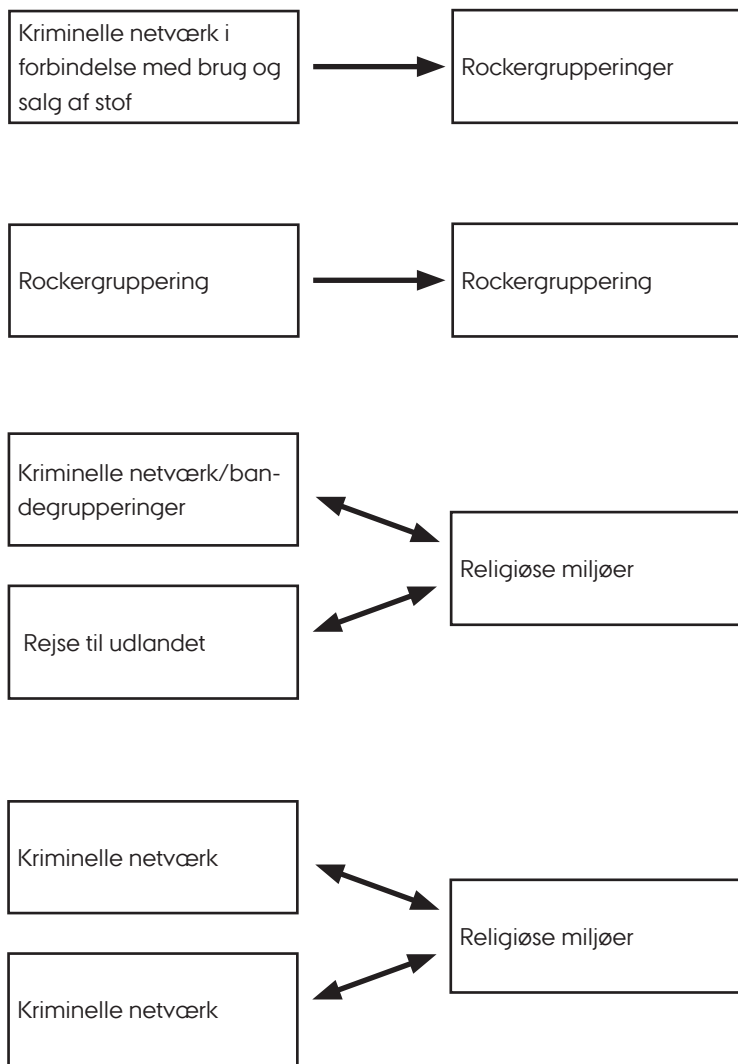 Kriminelle netværk i
forbindelse med brug og
salg af stof
Rockergrupperinger
Rockergruppering
Rockergruppering
Kriminelle netværk/ban-
degrupperinger
Religiøse miljøer
Rejse til udlandet
Kriminelle netværk
Religiøse miljøer
Kriminelle netværk